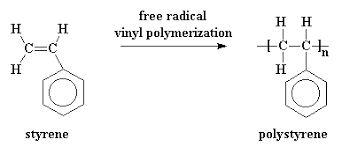 free radical
vinyl polymerization
H
H
C=C
H
H H
[ C - C ]n
H
styrene
polystyrene